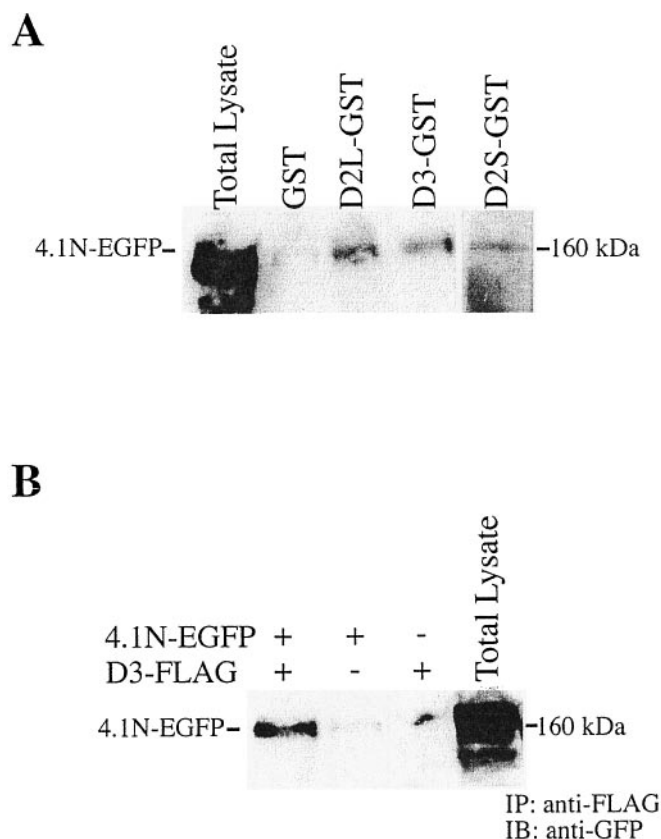 A
Total Lysate
GST
D2L-GST
D3-GST
D2S-GST
4.1N-EGFP– –160 kDa
B
Total Lysate
4.1N-EGFP + + -
D3-FLAG + - +
4.1N-EGFP– –160 kDa
IP: anti-FLAG
IB: anti-GFP